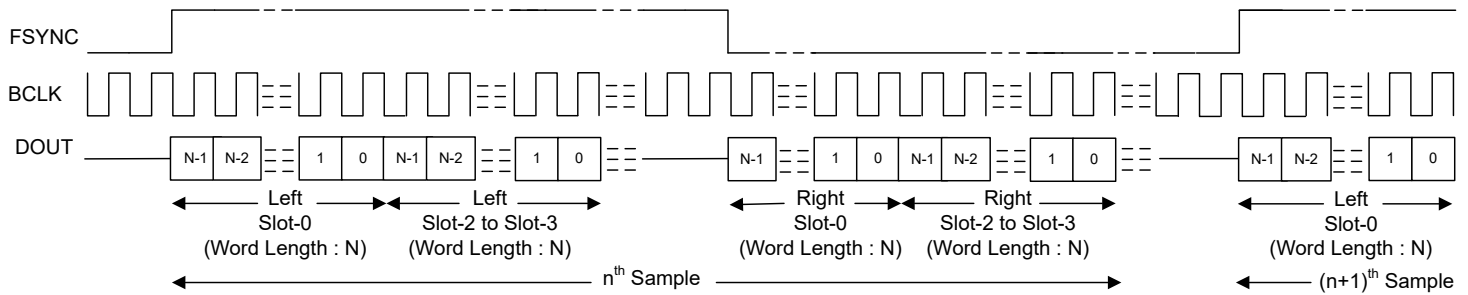 FSYNC
BCLK
DOUT
N-1 N-2 1 0 N-1 N-2 1 0 N-1 1 0 N-1 N-2 1 0 N-1 N-2 1 0
Left Left Right Right Left
Slot-0 Slot-2 to Slot-3 Slot-0 Slot-2 to Slot-3 Slot-0
(Word Length : N) (Word Length : N) (Word Length : N) (Word Length : N) (Word Length : N)
nth Sample (n+1)th Sample